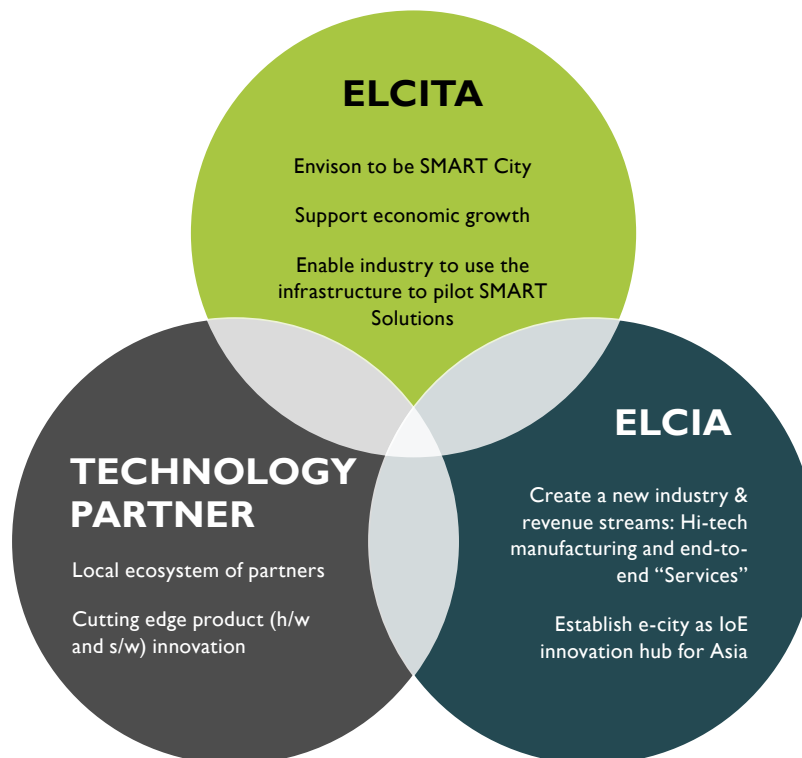 ELCITA
Envison to be SMART City
Support economic growth
Enable industry to use the
infrastructure to pilot SMART
Solutions
TECHNOLOGY
PARTNER
Local ecosystem of partners
Cutting edge product (h/w
and s/w) innovation
ELCIA
Create a new industry &
revenue streams: Hi-tech
manufacturing and end-to-
end “Services”
Establish e-city as IoE
innovation hub for Asia